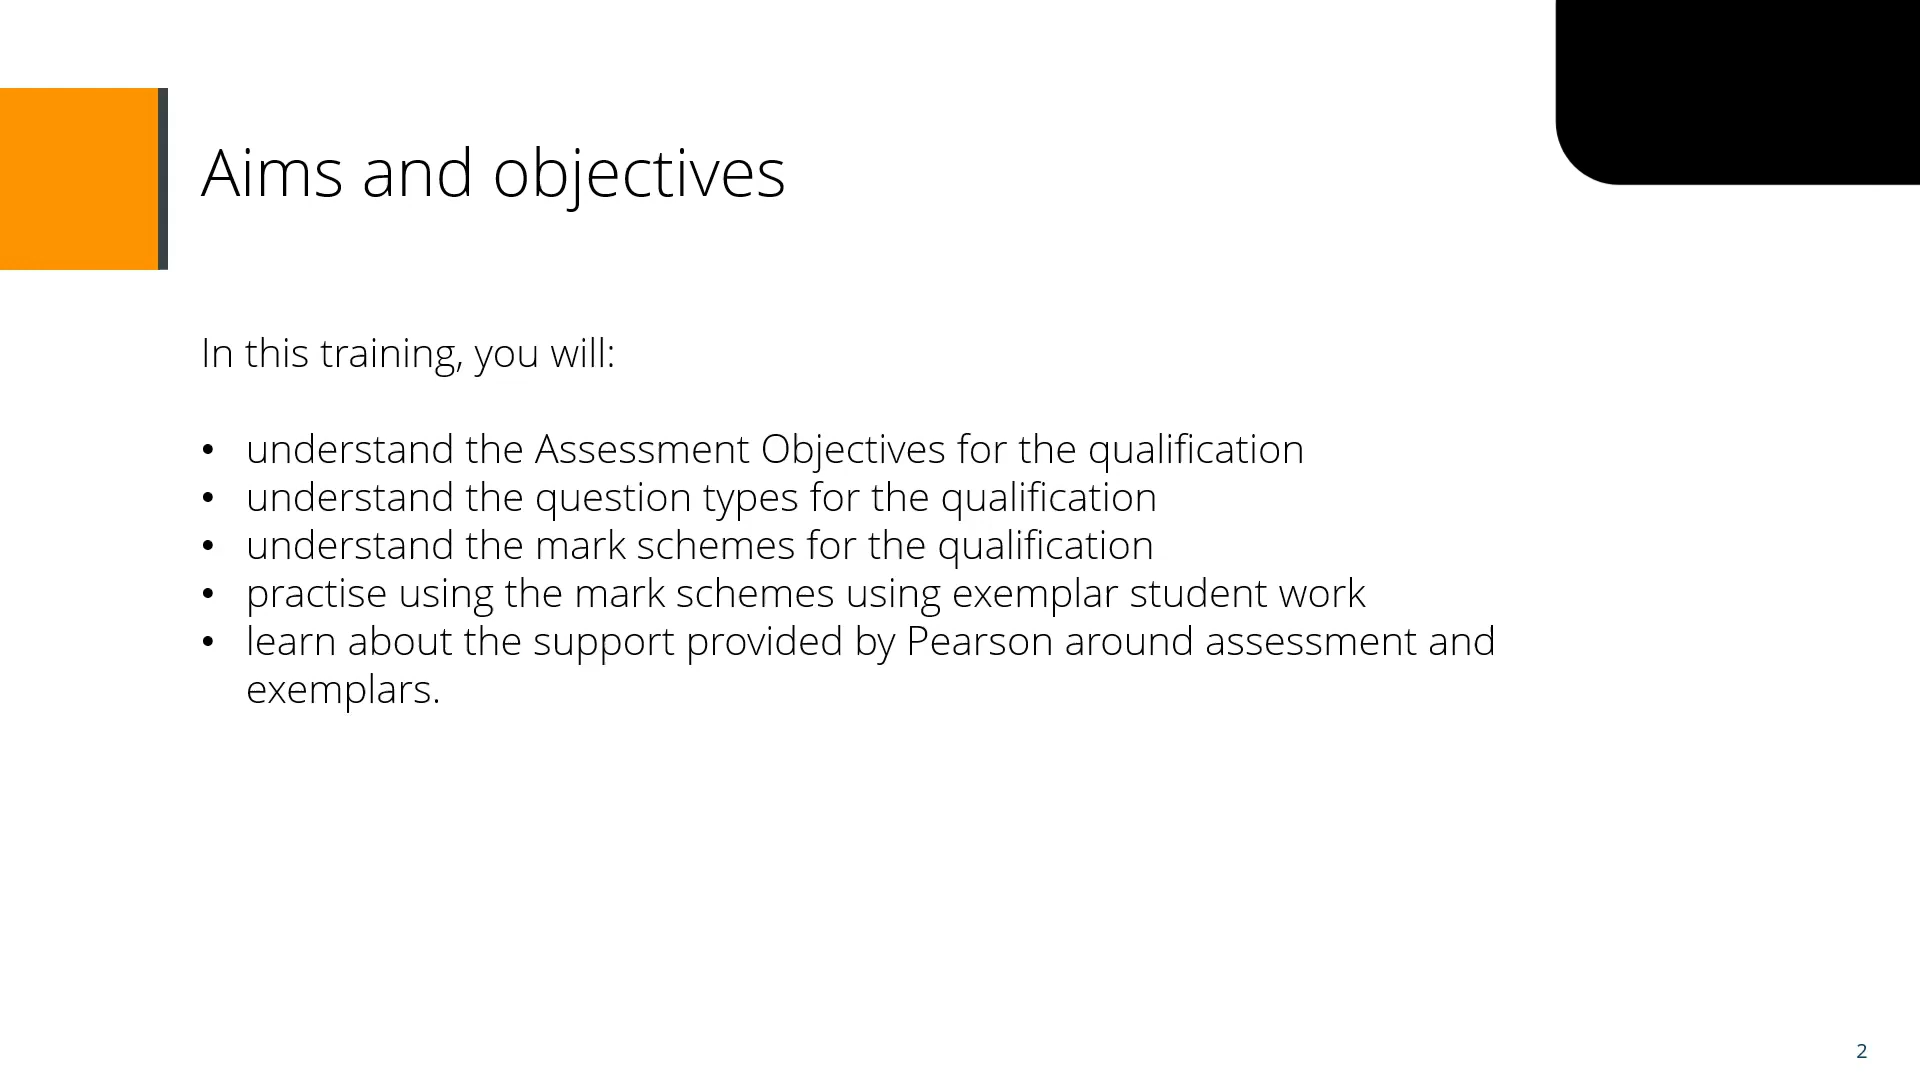 Aims and objectives
In this training, you will:
• understand the Assessment Objectives for the qualification
• understand the question types for the qualification
• understand the mark schemes for the qualification
• practise using the mark schemes using exemplar student work
• learn about the support provided by Pearson around assessment and
exemplars.
2